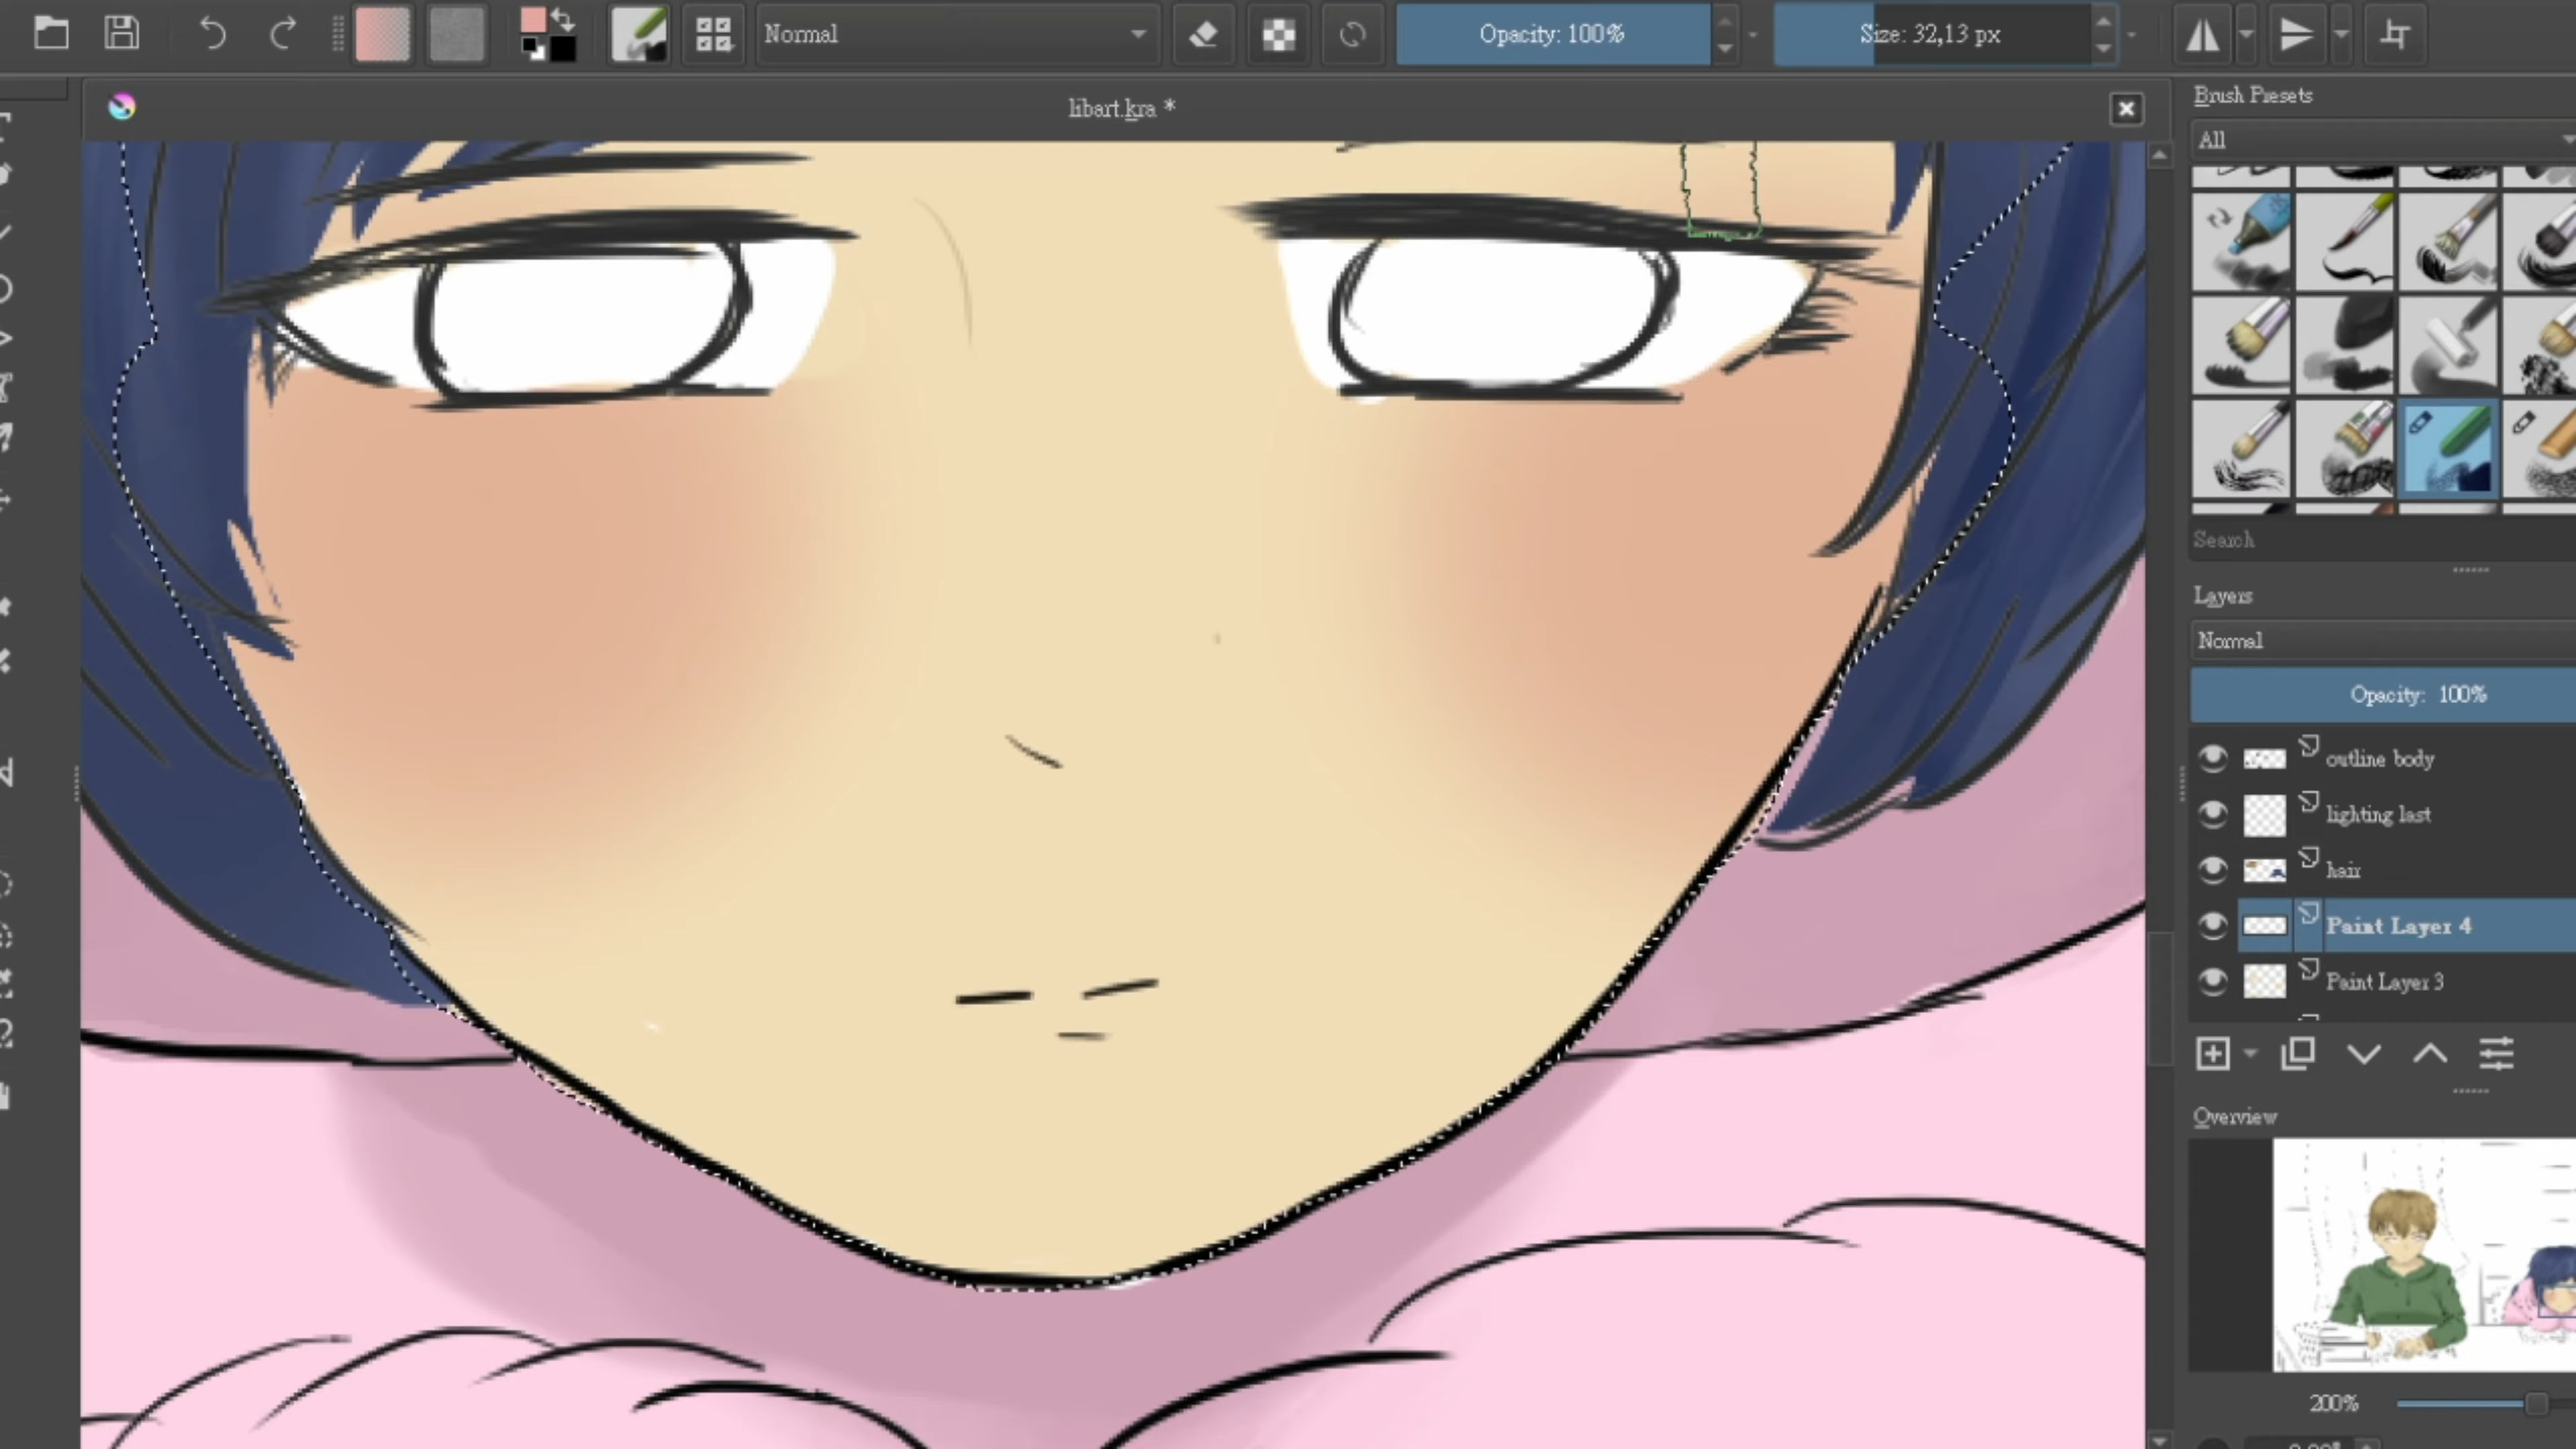 Normal
Opacity: 100%
Size: 32,13 px
libart.kra *
Brush Presets
All
Search
Layers
Normal
Opacity: 100%
outline body
lighting last
hair
Paint Layer 4
Paint Layer 3
Overview
200%